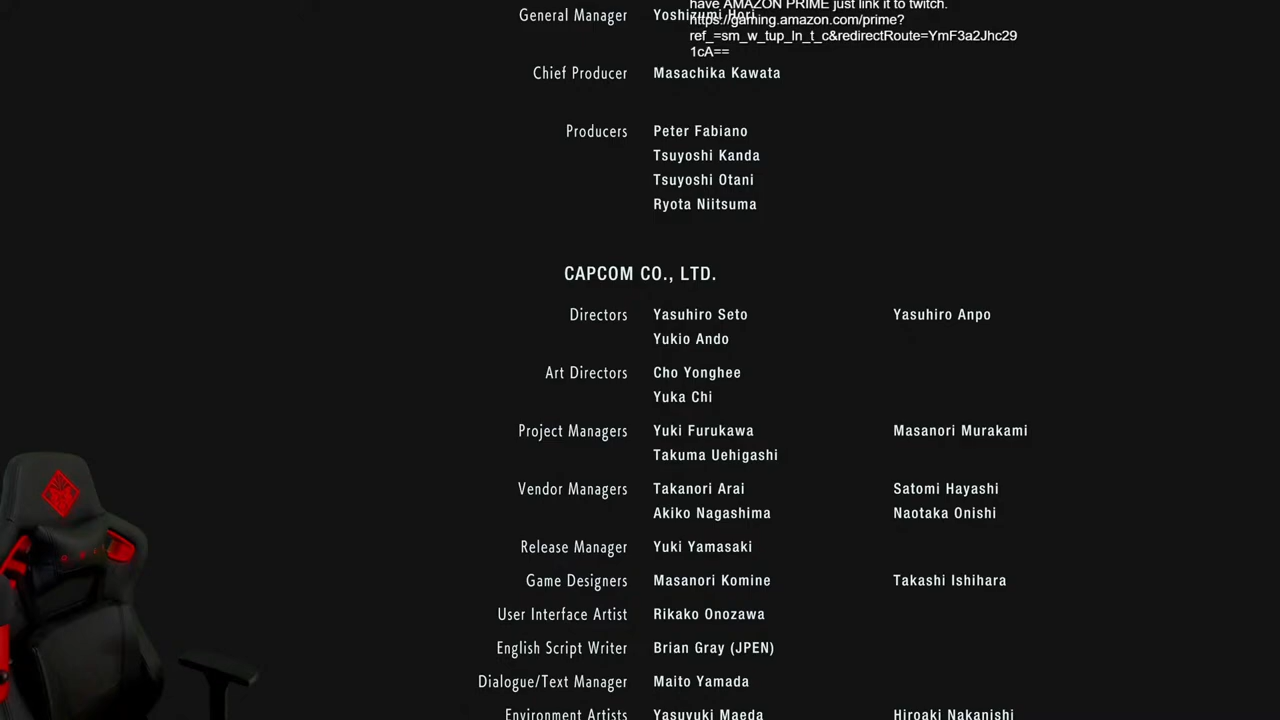 have AMAZON PRIME just link it to twitch.
General Manager Yoshizumi Hori
https://gaming.amazon.com/prime?
ref_=sm_w_tup_ln_t_c&redirectRoute=YmF3a2Jhc29
1cA==
Chief Producer Masachika Kawata
Producers Peter Fabiano
Tsuyoshi Kanda
Tsuyoshi Otani
Ryota Niitsuma
CAPCOM CO., LTD.
Directors Yasuhiro Seto Yasuhiro Anpo
Yukio Ando
Art Directors Cho Yonghee
Yuka Chi
Project Managers Yuki Furukawa Masanori Murakami
Takuma Uehigashi
Vendor Managers Takanori Arai Satomi Hayashi
Akiko Nagashima Naotaka Onishi
Release Manager Yuki Yamasaki
Game Designers Masanori Komine Takashi Ishihara
User Interface Artist Rikako Onozawa
English Script Writer Brian Gray (JPEN)
Dialogue/Text Manager Maito Yamada
Environment Artists Yasuyuki Maeda Hiroaki Nakanishi